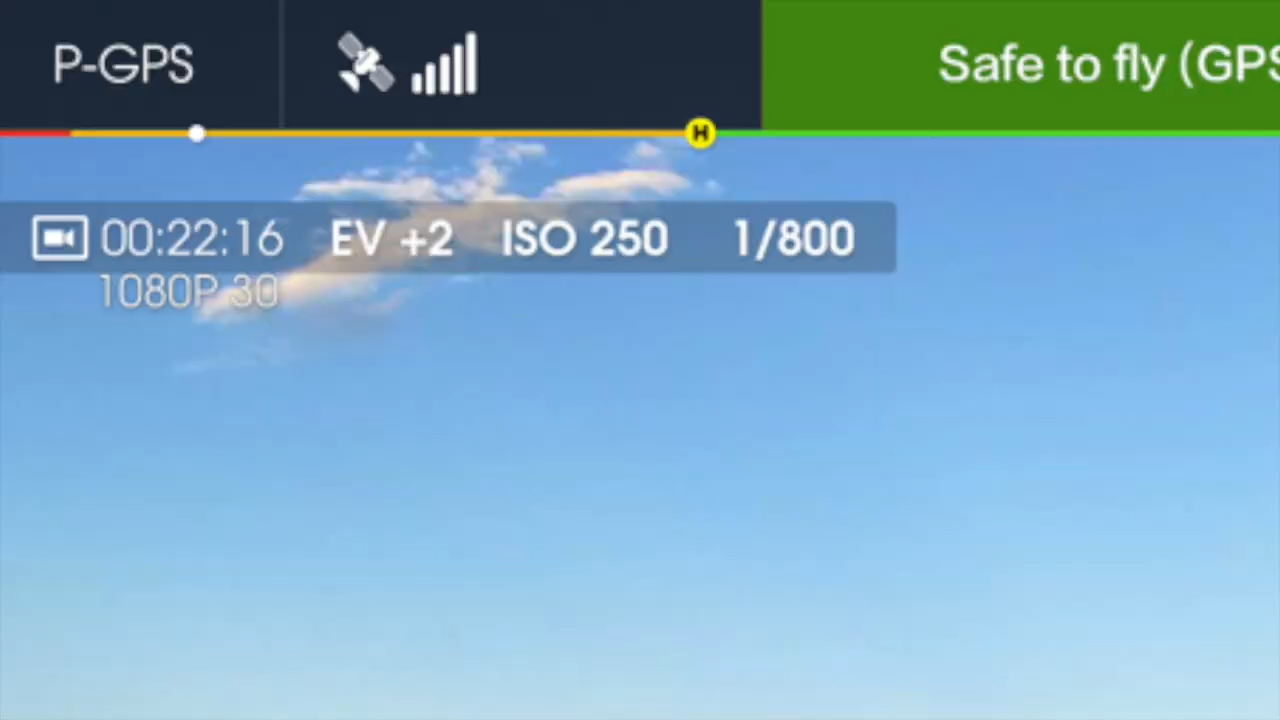 P-GPS
Safe to fly (GPS
H
00:22:16 EV +2 ISO 250 1/800
1080P 30